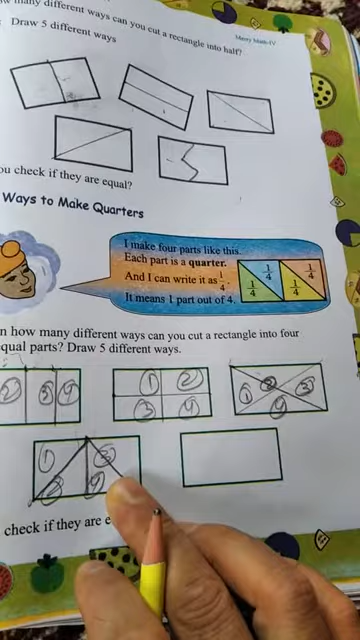 many different ways can you cut a rectangle into half?
Draw 5 different ways
Merry Math-IV
you check if they are equal?
Ways to Make Quarters
I make four parts like this.
Each part is a quarter.
And I can write it as 1/4.
It means 1 part out of 4.
1/4 1/4 1/4 1/4
n how many different ways can you cut a rectangle into four
equal parts? Draw 5 different ways.
2 3 4 1 2 3 4 1 2 3 4
1 2 3 4
check if they are e